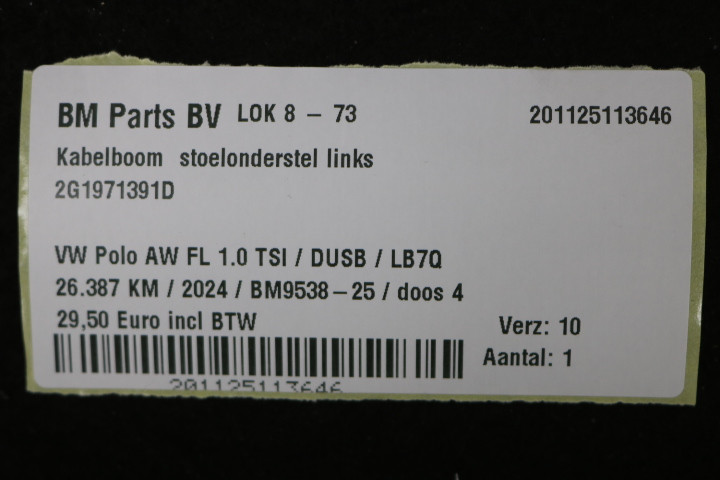 BM Parts BV LOK 8 - 73 201125113646
Kabelboom stoelonderstel links
2G1971391D
VW Polo AW FL 1.0 TSI / DUSB / LB7Q
26.387 KM / 2024 / BM9538-25 / doos 4
29,50 Euro incl BTW
Verz: 10
Aantal: 1
201125113646